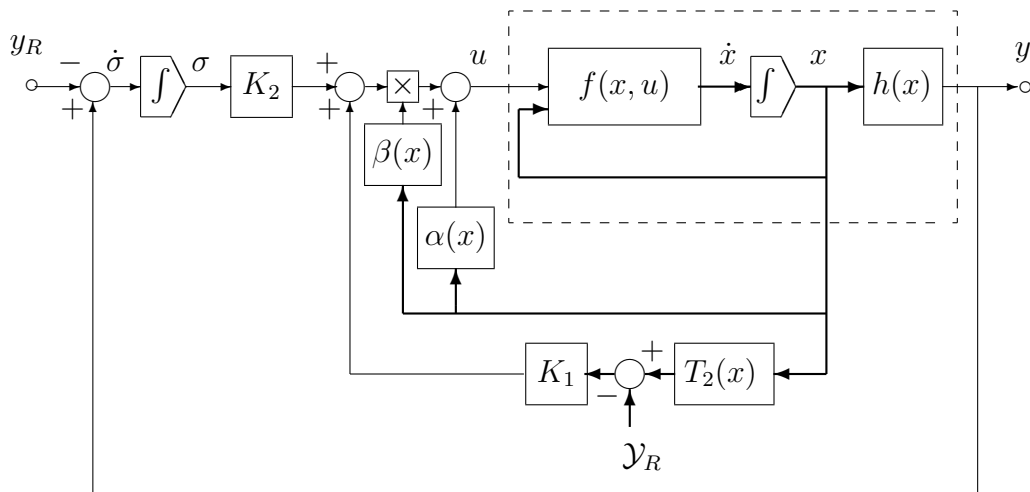 y_R − + σ̇ ∫ σ K_2 + + × + + u f(x, u) ẋ ∫ x h(x) y
β(x)
α(x)
K_1 − + T_2(x)
𝒴_R